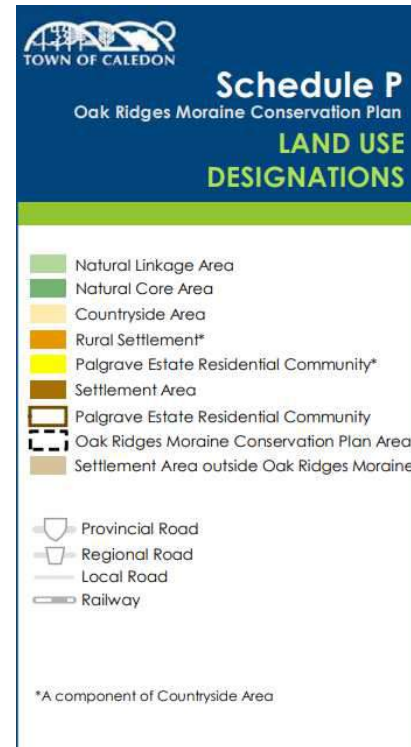 TOWN OF CALEDON
Schedule P
Oak Ridges Moraine Conservation Plan
LAND USE
DESIGNATIONS
Natural Linkage Area
Natural Core Area
Countryside Area
Rural Settlement*
Palgrave Estate Residential Community*
Settlement Area
Palgrave Estate Residential Community
Oak Ridges Moraine Conservation Plan Area
Settlement Area outside Oak Ridges Moraine
Provincial Road
Regional Road
Local Road
Railway
*A component of Countryside Area